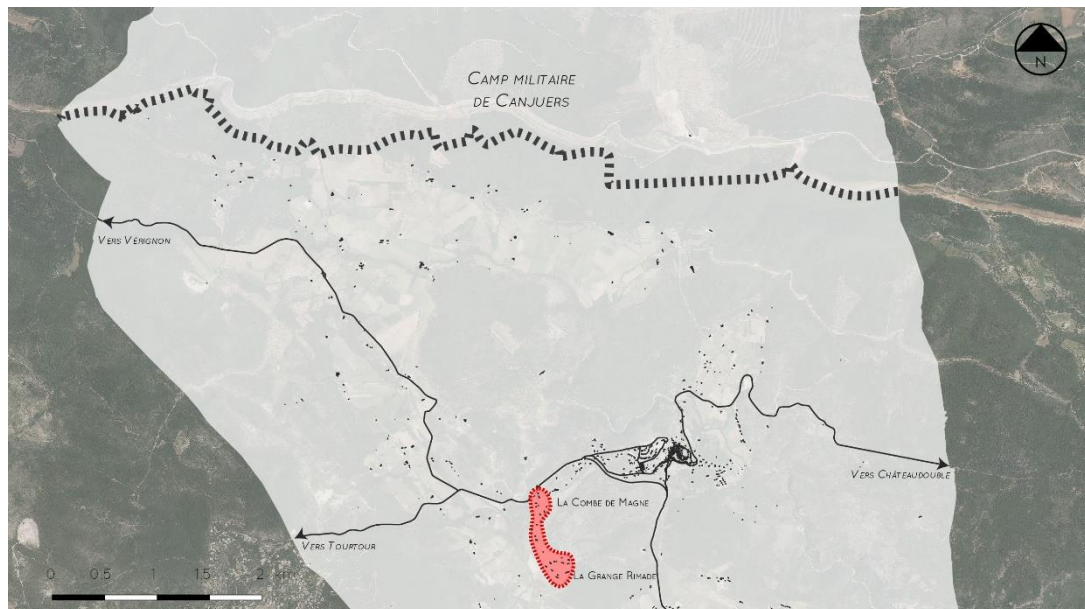 CAMP MILITAIRE
DE CANJUERS
N
VERS VÉRIGNON
VERS CHÂTEAUDOUBLE
LA COMBE DE MAGNE
VERS TOURTOUR
LA GRANGE RIMADE
0 0.5 1 1.5 2 km